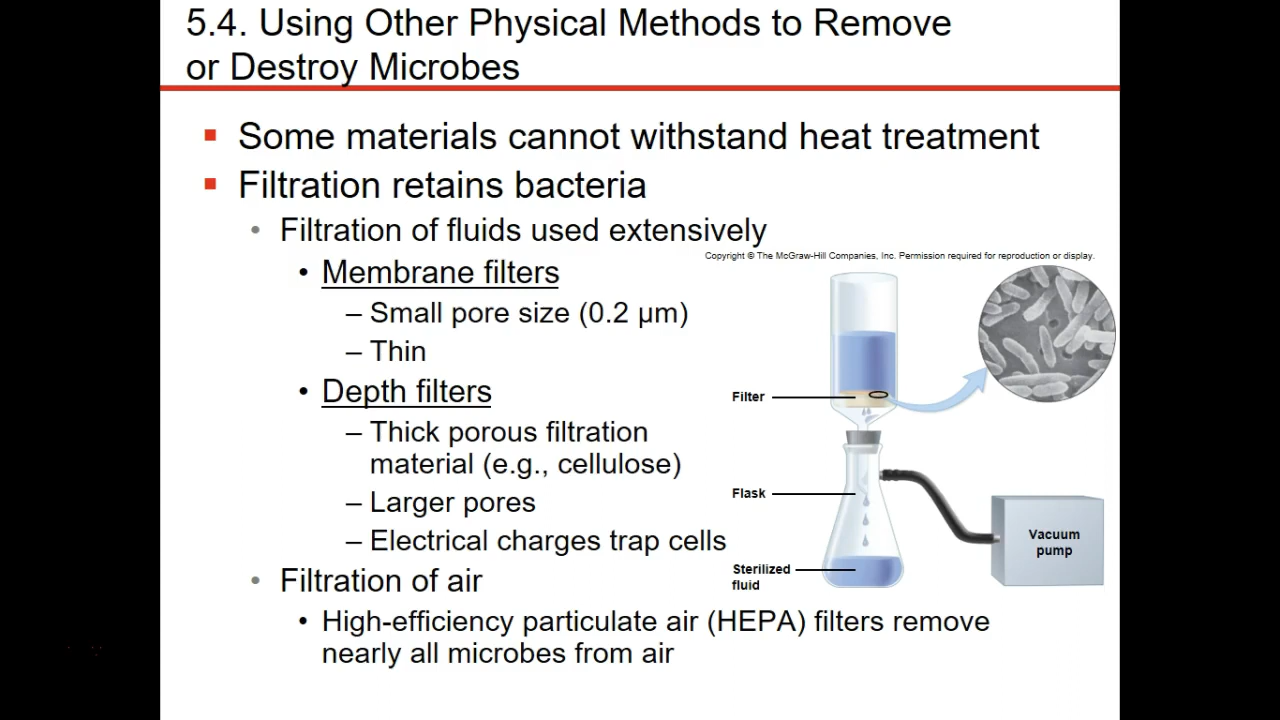 5.4. Using Other Physical Methods to Remove
or Destroy Microbes
▪ Some materials cannot withstand heat treatment
▪ Filtration retains bacteria
• Filtration of fluids used extensively
Copyright © The McGraw-Hill Companies, Inc. Permission required for reproduction or display.
• Membrane filters
– Small pore size (0.2 µm)
– Thin
• Depth filters
– Thick porous filtration
material (e.g., cellulose)
– Larger pores
– Electrical charges trap cells
• Filtration of air
• High-efficiency particulate air (HEPA) filters remove
nearly all microbes from air
Filter
Flask
Vacuum
pump
Sterilized
fluid